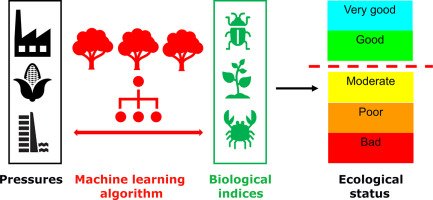 Very good
Good
Moderate
Poor
Bad
Pressures
Machine learning
algorithm
Biological
indices
Ecological
status